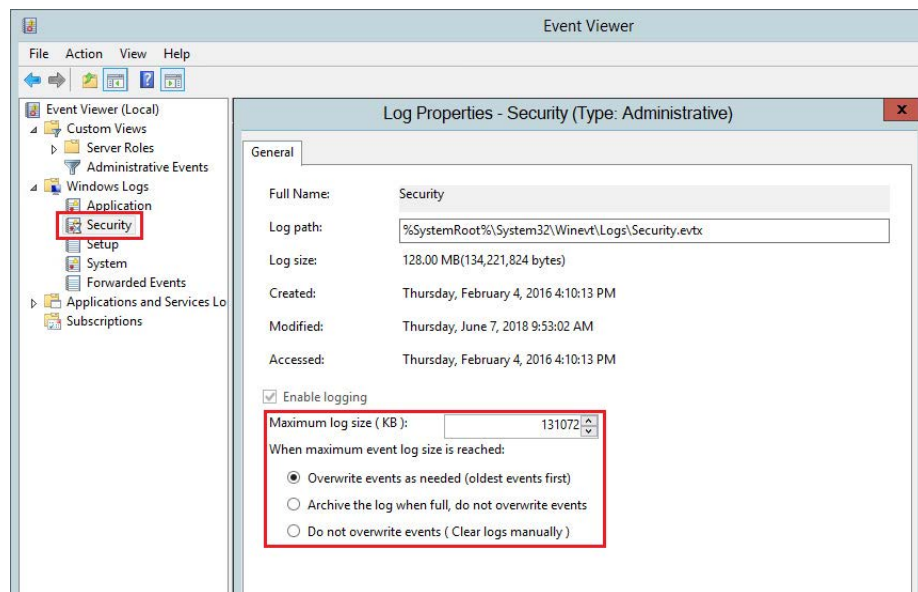 Event Viewer
File Action View Help
Event Viewer (Local)
Custom Views
Server Roles
Administrative Events
Windows Logs
Application
Security
Setup
System
Forwarded Events
Applications and Services Lo
Subscriptions
Log Properties - Security (Type: Administrative)
x
General
Full Name: Security
Log path: %SystemRoot%\System32\Winevt\Logs\Security.evtx
Log size: 128.00 MB(134,221,824 bytes)
Created: Thursday, February 4, 2016 4:10:13 PM
Modified: Thursday, June 7, 2018 9:53:02 AM
Accessed: Thursday, February 4, 2016 4:10:13 PM
Enable logging
Maximum log size ( KB ): 131072
When maximum event log size is reached:
Overwrite events as needed (oldest events first)
Archive the log when full, do not overwrite events
Do not overwrite events ( Clear logs manually )